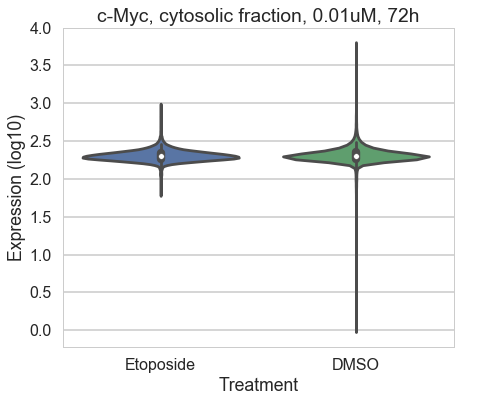 c-Myc, cytosolic fraction, 0.01uM, 72h
Expression (log10)
4.0
3.5
3.0
2.5
2.0
1.5
1.0
0.5
0.0
Etoposide
DMSO
Treatment